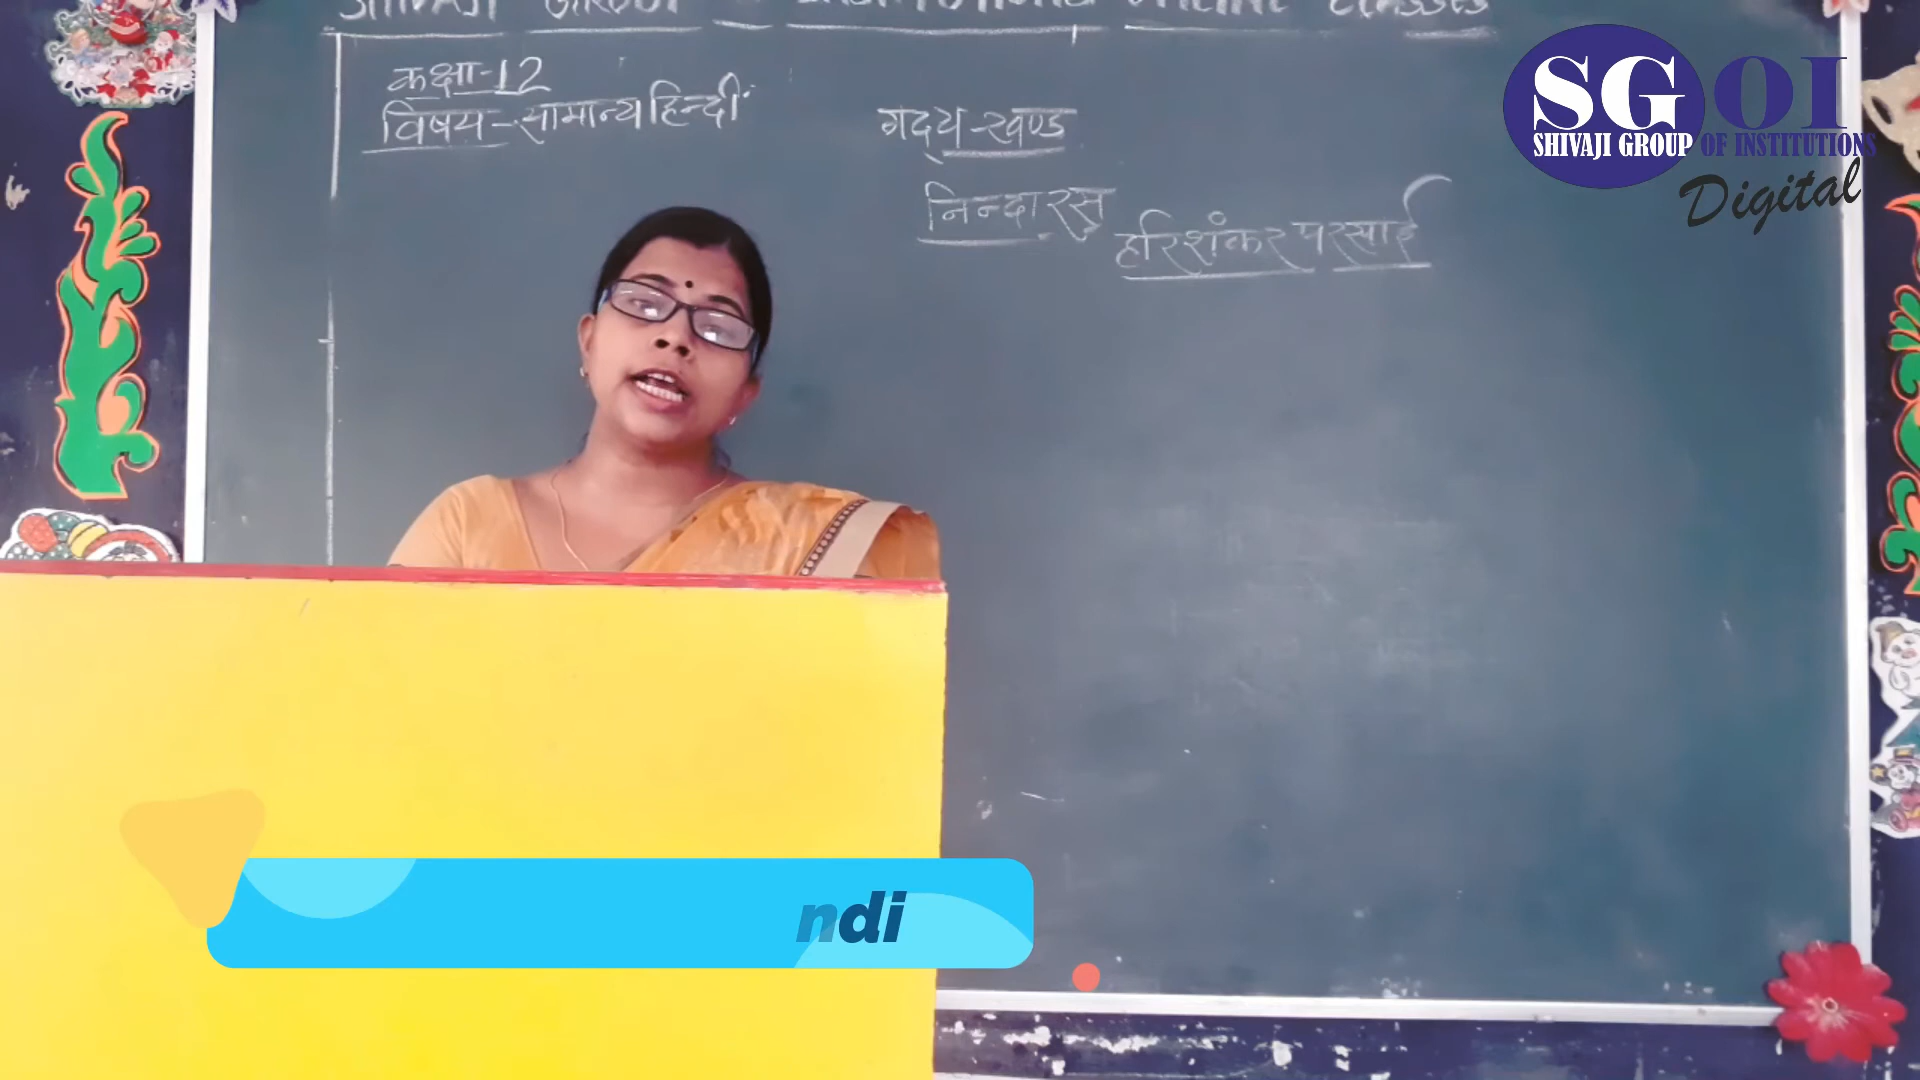 कक्षा-12
विषय-सामान्य हिन्दी
गद्य-खण्ड
निन्दा रस
हरिशंकर परसाई
SGOI
SHIVAJI GROUP OF INSTITUTIONS
Digital
ndi